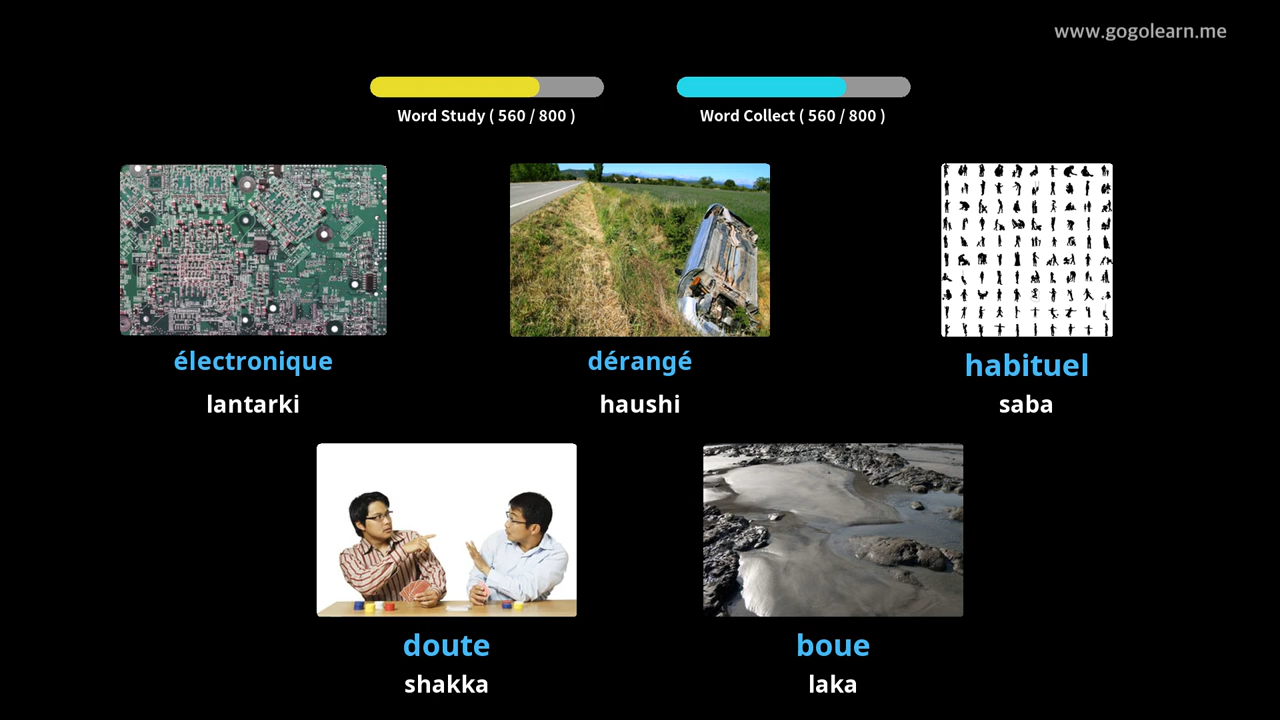 www.gogolearn.me
Word Study ( 560 / 800 )
Word Collect ( 560 / 800 )
électronique
lantarki
dérangé
haushi
habituel
saba
doute
shakka
boue
laka